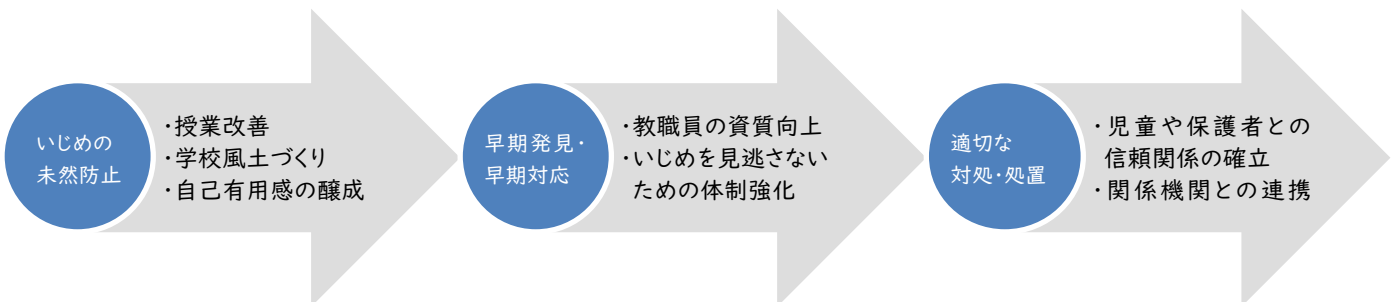 いじめの
未然防止
・授業改善
・学校風土づくり
・自己有用感の醸成
早期発見・
早期対応
・教職員の資質向上
・いじめを見逃さない
ための体制強化
適切な
対処・処置
・児童や保護者との
信頼関係の確立
・関係機関との連携